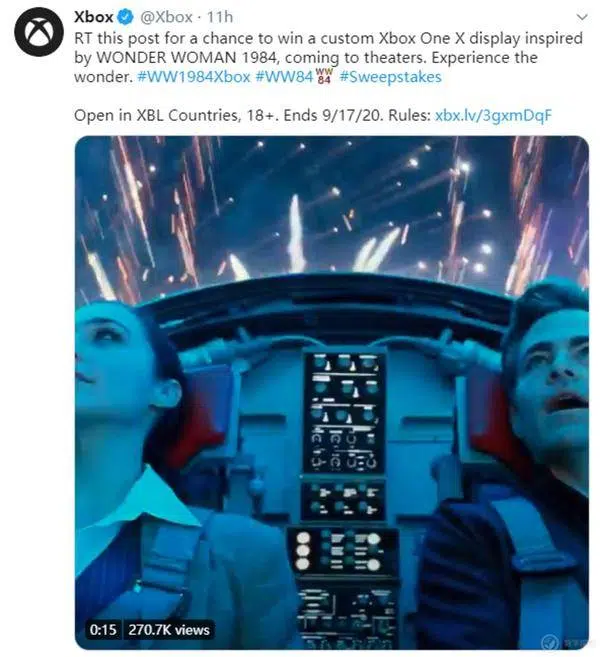 Xbox @Xbox · 11h
RT this post for a chance to win a custom Xbox One X display inspired
by WONDER WOMAN 1984, coming to theaters. Experience the
wonder. #WW1984Xbox #WW84 WW
84 #Sweepstakes
Open in XBL Countries, 18+. Ends 9/17/20. Rules: xbx.lv/3gxmDqF
0:15 270.7K views